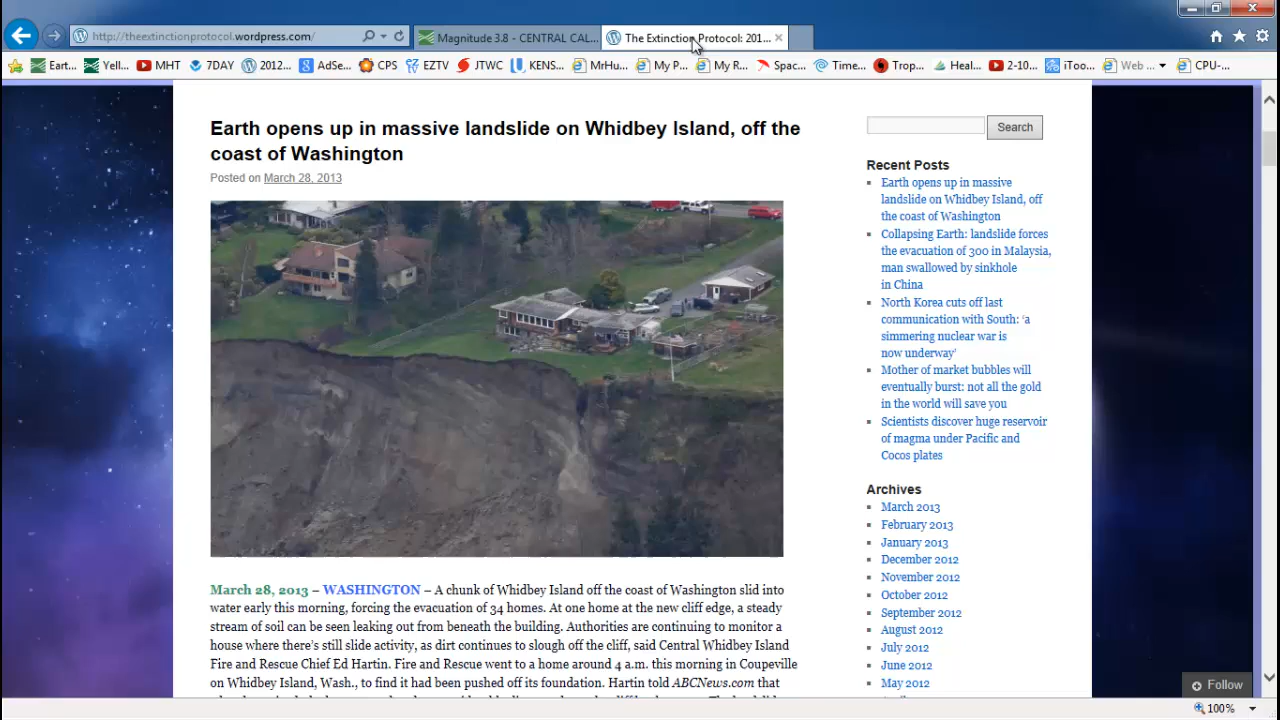 http://theextinctionprotocol.wordpress.com/
Magnitude 3.8 - CENTRAL CAL...
The Extinction Protocol: 201...
Eart...
Yell...
MHT
7DAY
2012...
AdSe...
CPS
EZTV
JTWC
KENS...
MrHu...
My P...
My R...
Spac...
Time...
Trop...
Heal...
2-10...
iToo...
Web ...
CPU-...
Earth opens up in massive landslide on Whidbey Island, off the
coast of Washington
Posted on March 28, 2013
March 28, 2013 – WASHINGTON – A chunk of Whidbey Island off the coast of Washington slid into
water early this morning, forcing the evacuation of 34 homes. At one home at the new cliff edge, a steady
stream of soil can be seen leaking out from beneath the building. Authorities are continuing to monitor a
house where there's still slide activity, as dirt continues to slough off the cliff, said Central Whidbey Island
Fire and Rescue Chief Ed Hartin. Fire and Rescue went to a home around 4 a.m. this morning in Coupeville
on Whidbey Island, Wash., to find it had been pushed off its foundation. Hartin told ABCNews.com that
Search
Recent Posts
Earth opens up in massive
landslide on Whidbey Island, off
the coast of Washington
Collapsing Earth: landslide forces
the evacuation of 300 in Malaysia,
man swallowed by sinkhole
in China
North Korea cuts off last
communication with South: 'a
simmering nuclear war is
now underway'
Mother of market bubbles will
eventually burst: not all the gold
in the world will save you
Scientists discover huge reservoir
of magma under Pacific and
Cocos plates
Archives
March 2013
February 2013
January 2013
December 2012
November 2012
October 2012
September 2012
August 2012
July 2012
June 2012
May 2012
Follow
100%